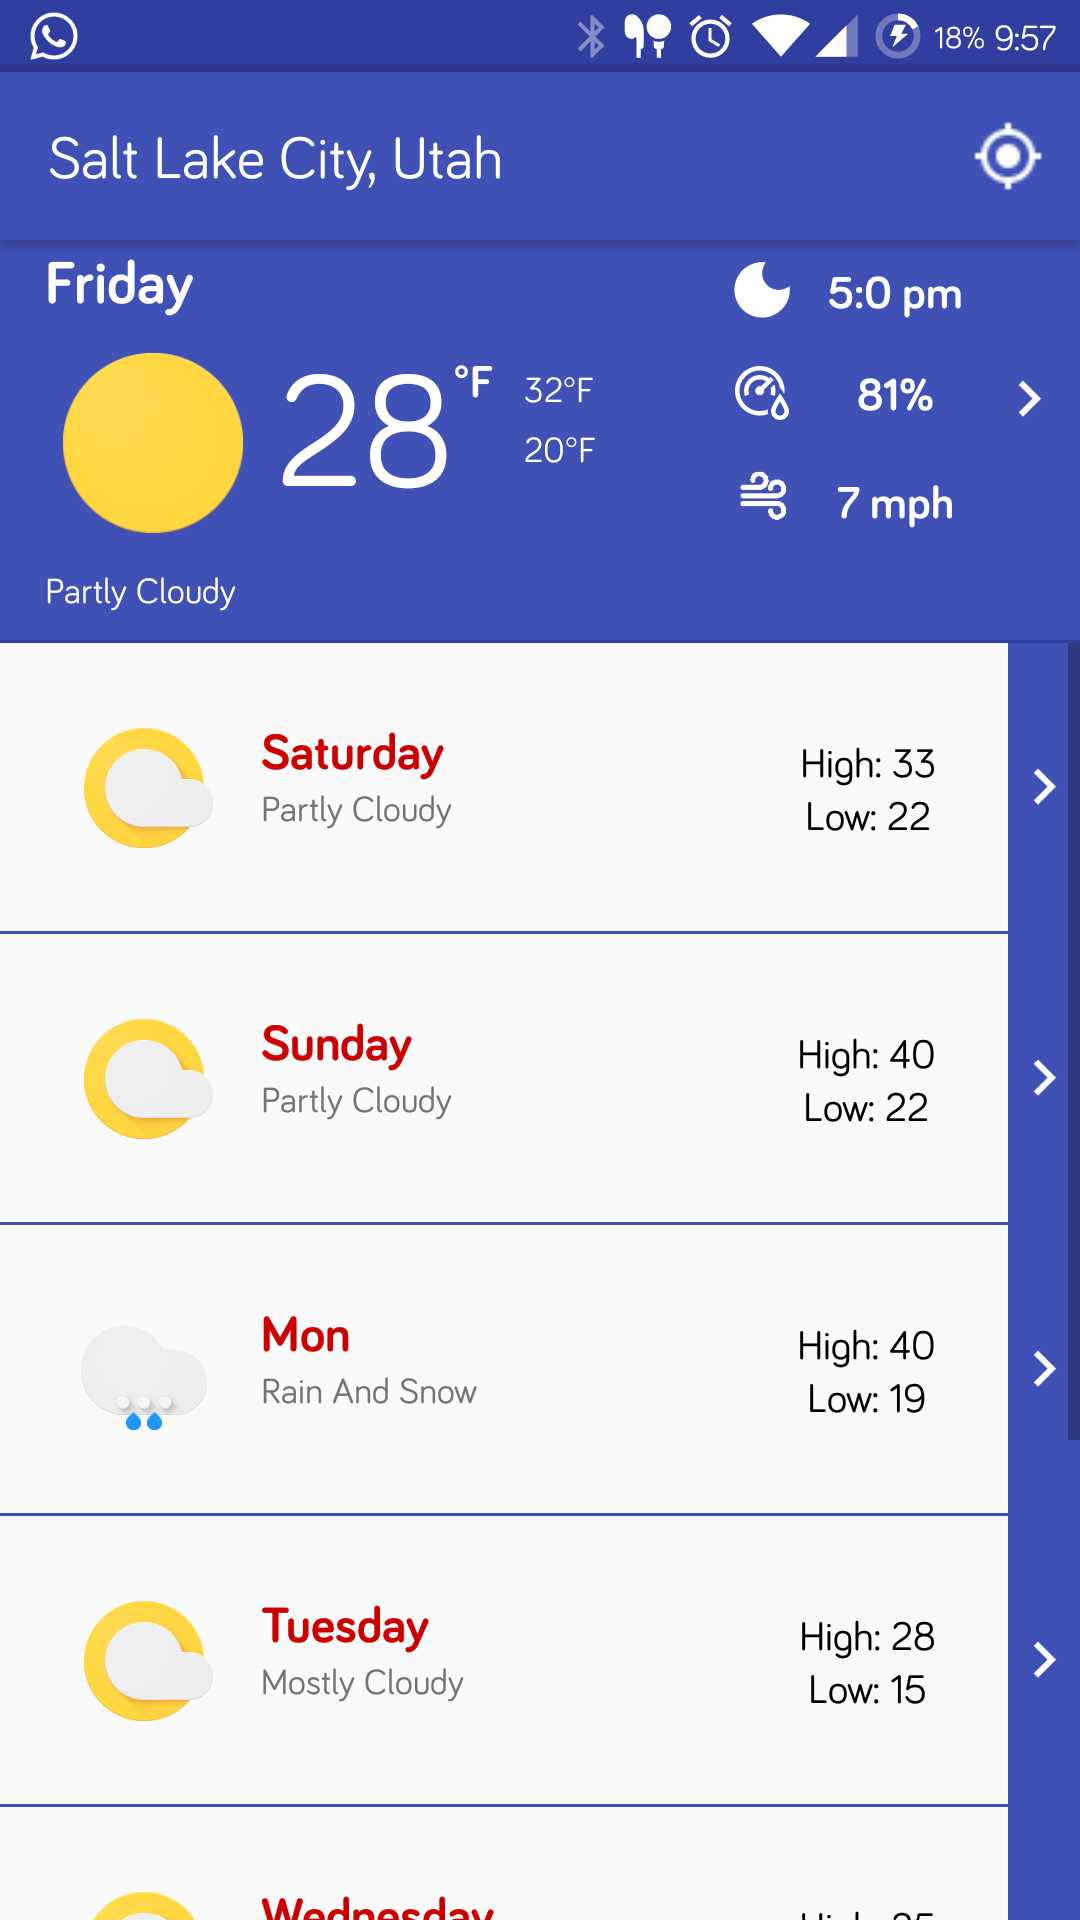 18% 9:57
Salt Lake City, Utah
Friday
5:0 pm
28 °F
32°F
20°F
81%
7 mph
Partly Cloudy
Saturday
Partly Cloudy
High: 33
Low: 22
Sunday
Partly Cloudy
High: 40
Low: 22
Mon
Rain And Snow
High: 40
Low: 19
Tuesday
Mostly Cloudy
High: 28
Low: 15
Wednesday
High: